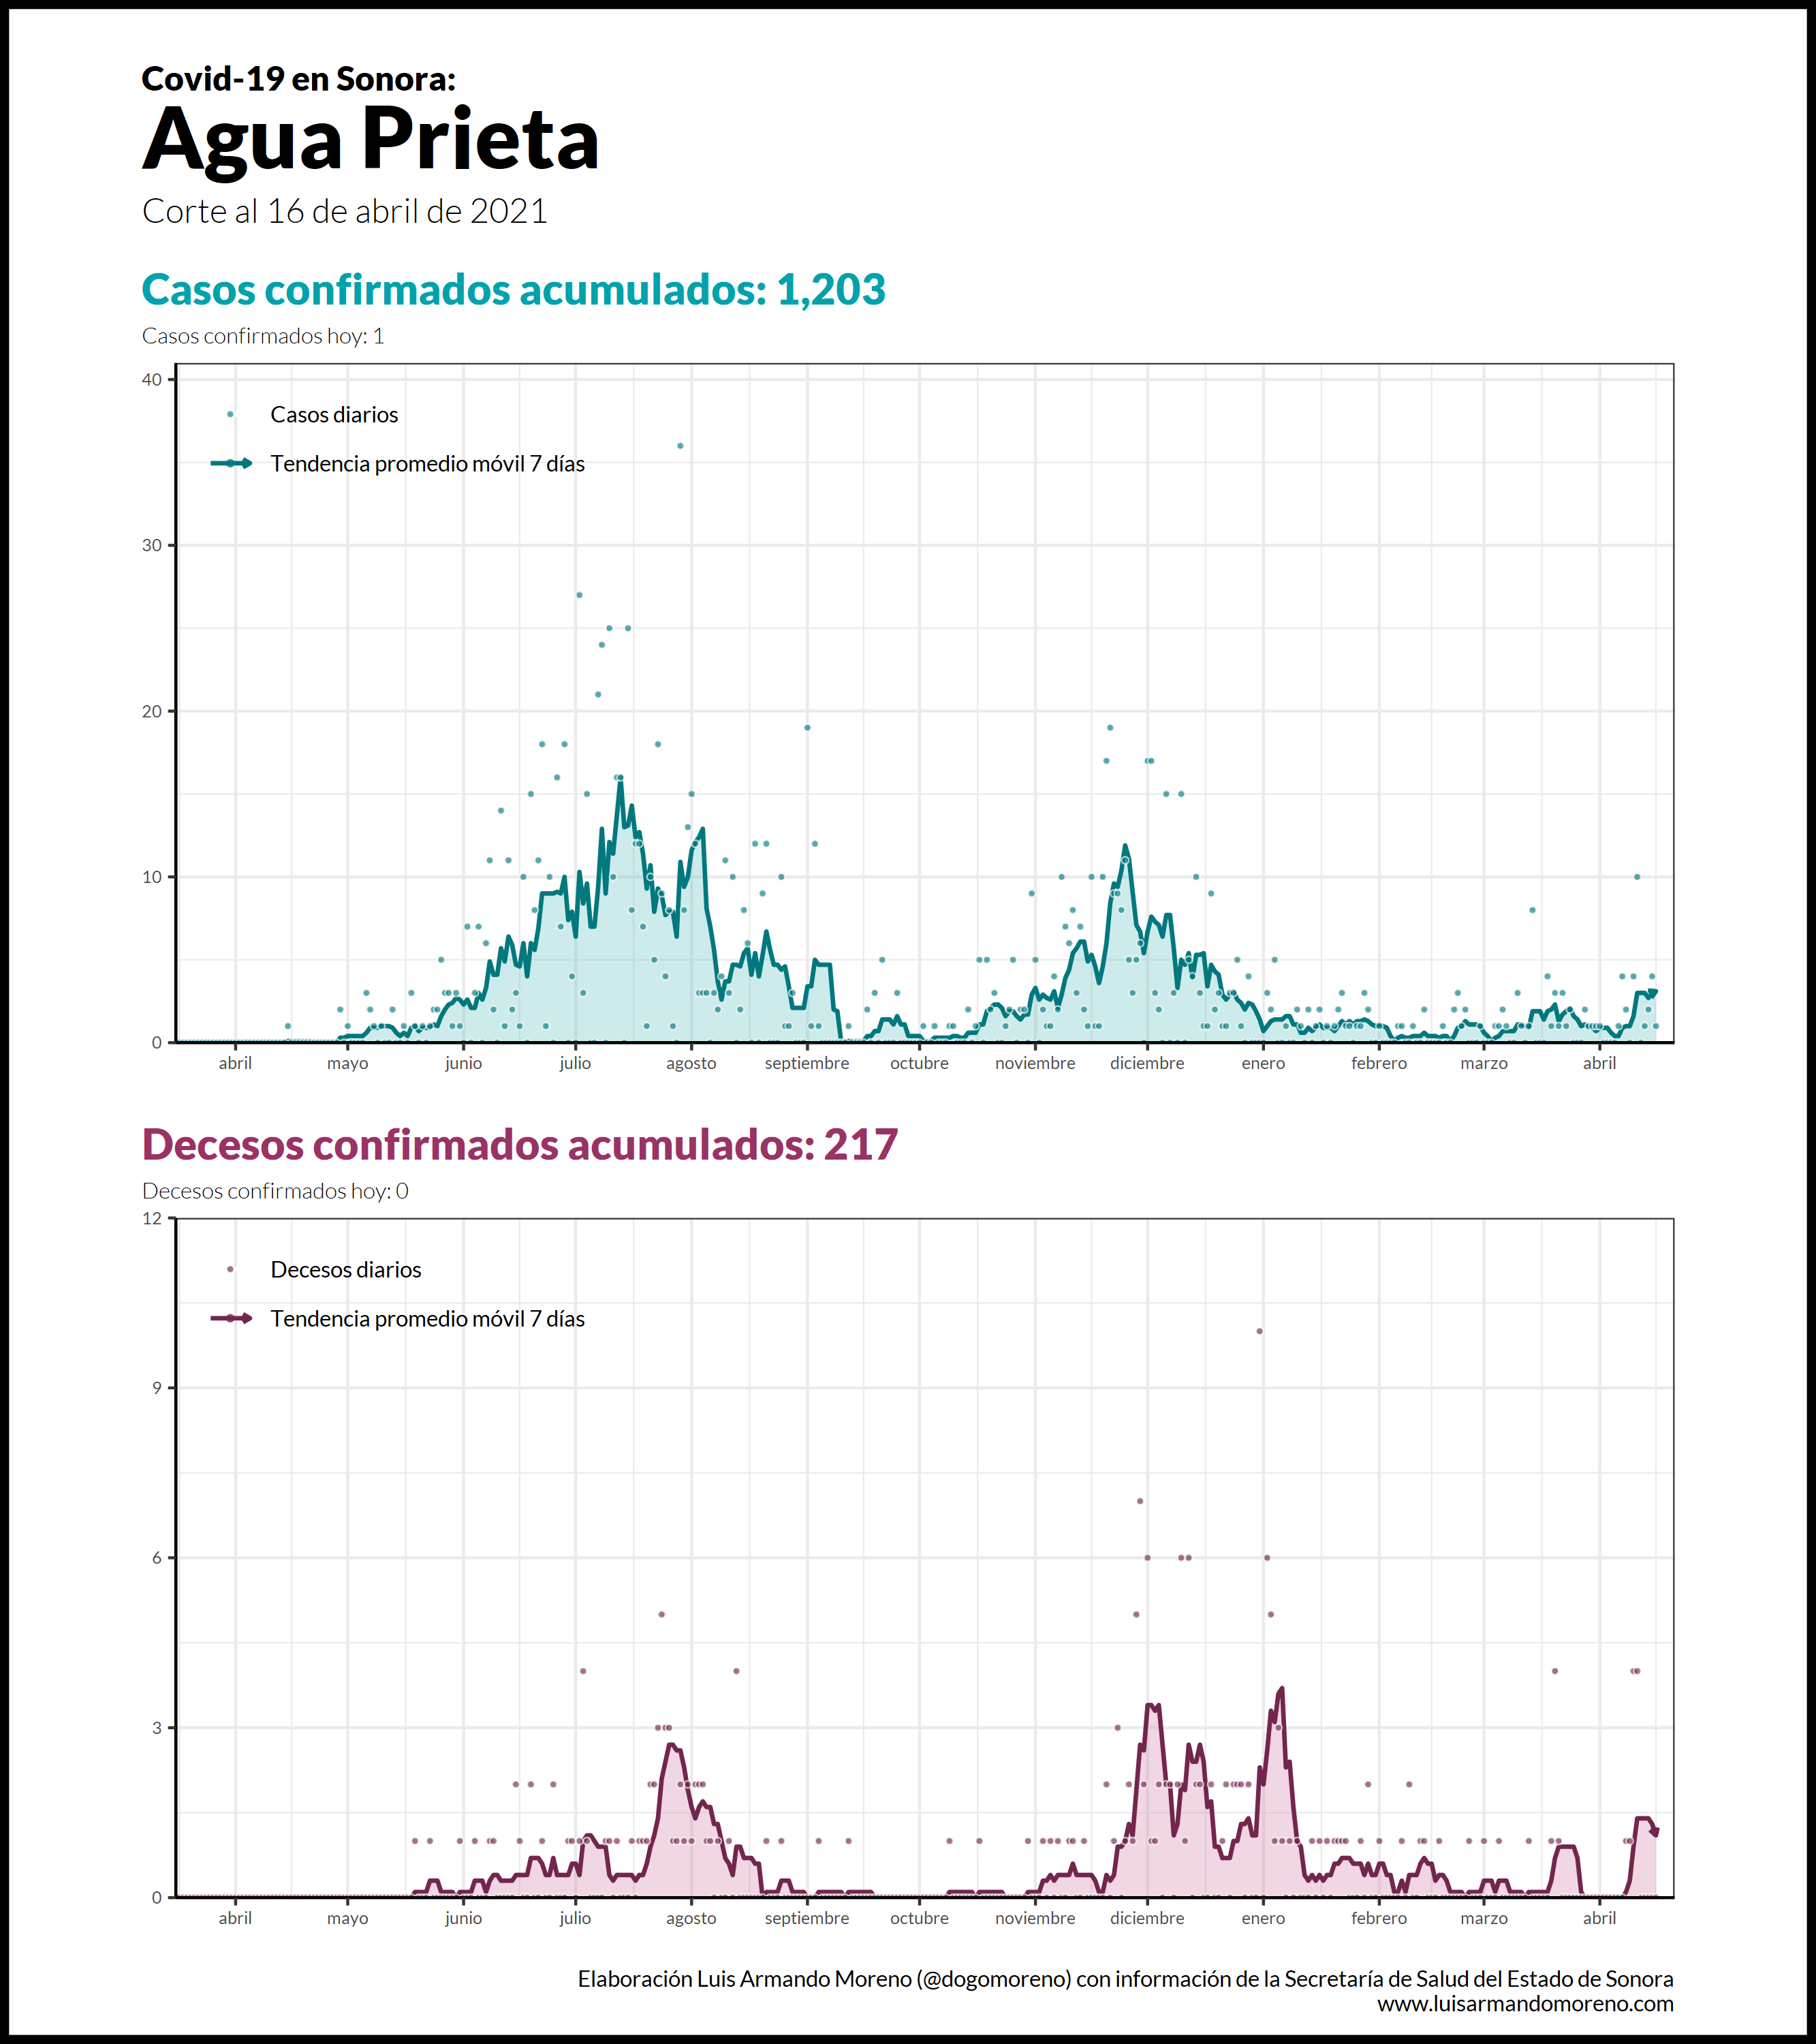 Covid-19 en Sonora:
Agua Prieta
Corte al 16 de abril de 2021
Casos confirmados acumulados: 1,203
Casos confirmados hoy: 1
40
30
20
10
0
Casos diarios
Tendencia promedio móvil 7 días
abril mayo junio julio agosto septiembre octubre noviembre diciembre enero febrero marzo abril
Decesos confirmados acumulados: 217
Decesos confirmados hoy: 0
12
9
6
3
0
Decesos diarios
Tendencia promedio móvil 7 días
abril mayo junio julio agosto septiembre octubre noviembre diciembre enero febrero marzo abril
Elaboración Luis Armando Moreno (@dogomoreno) con información de la Secretaría de Salud del Estado de Sonora
www.luisarmandomoreno.com